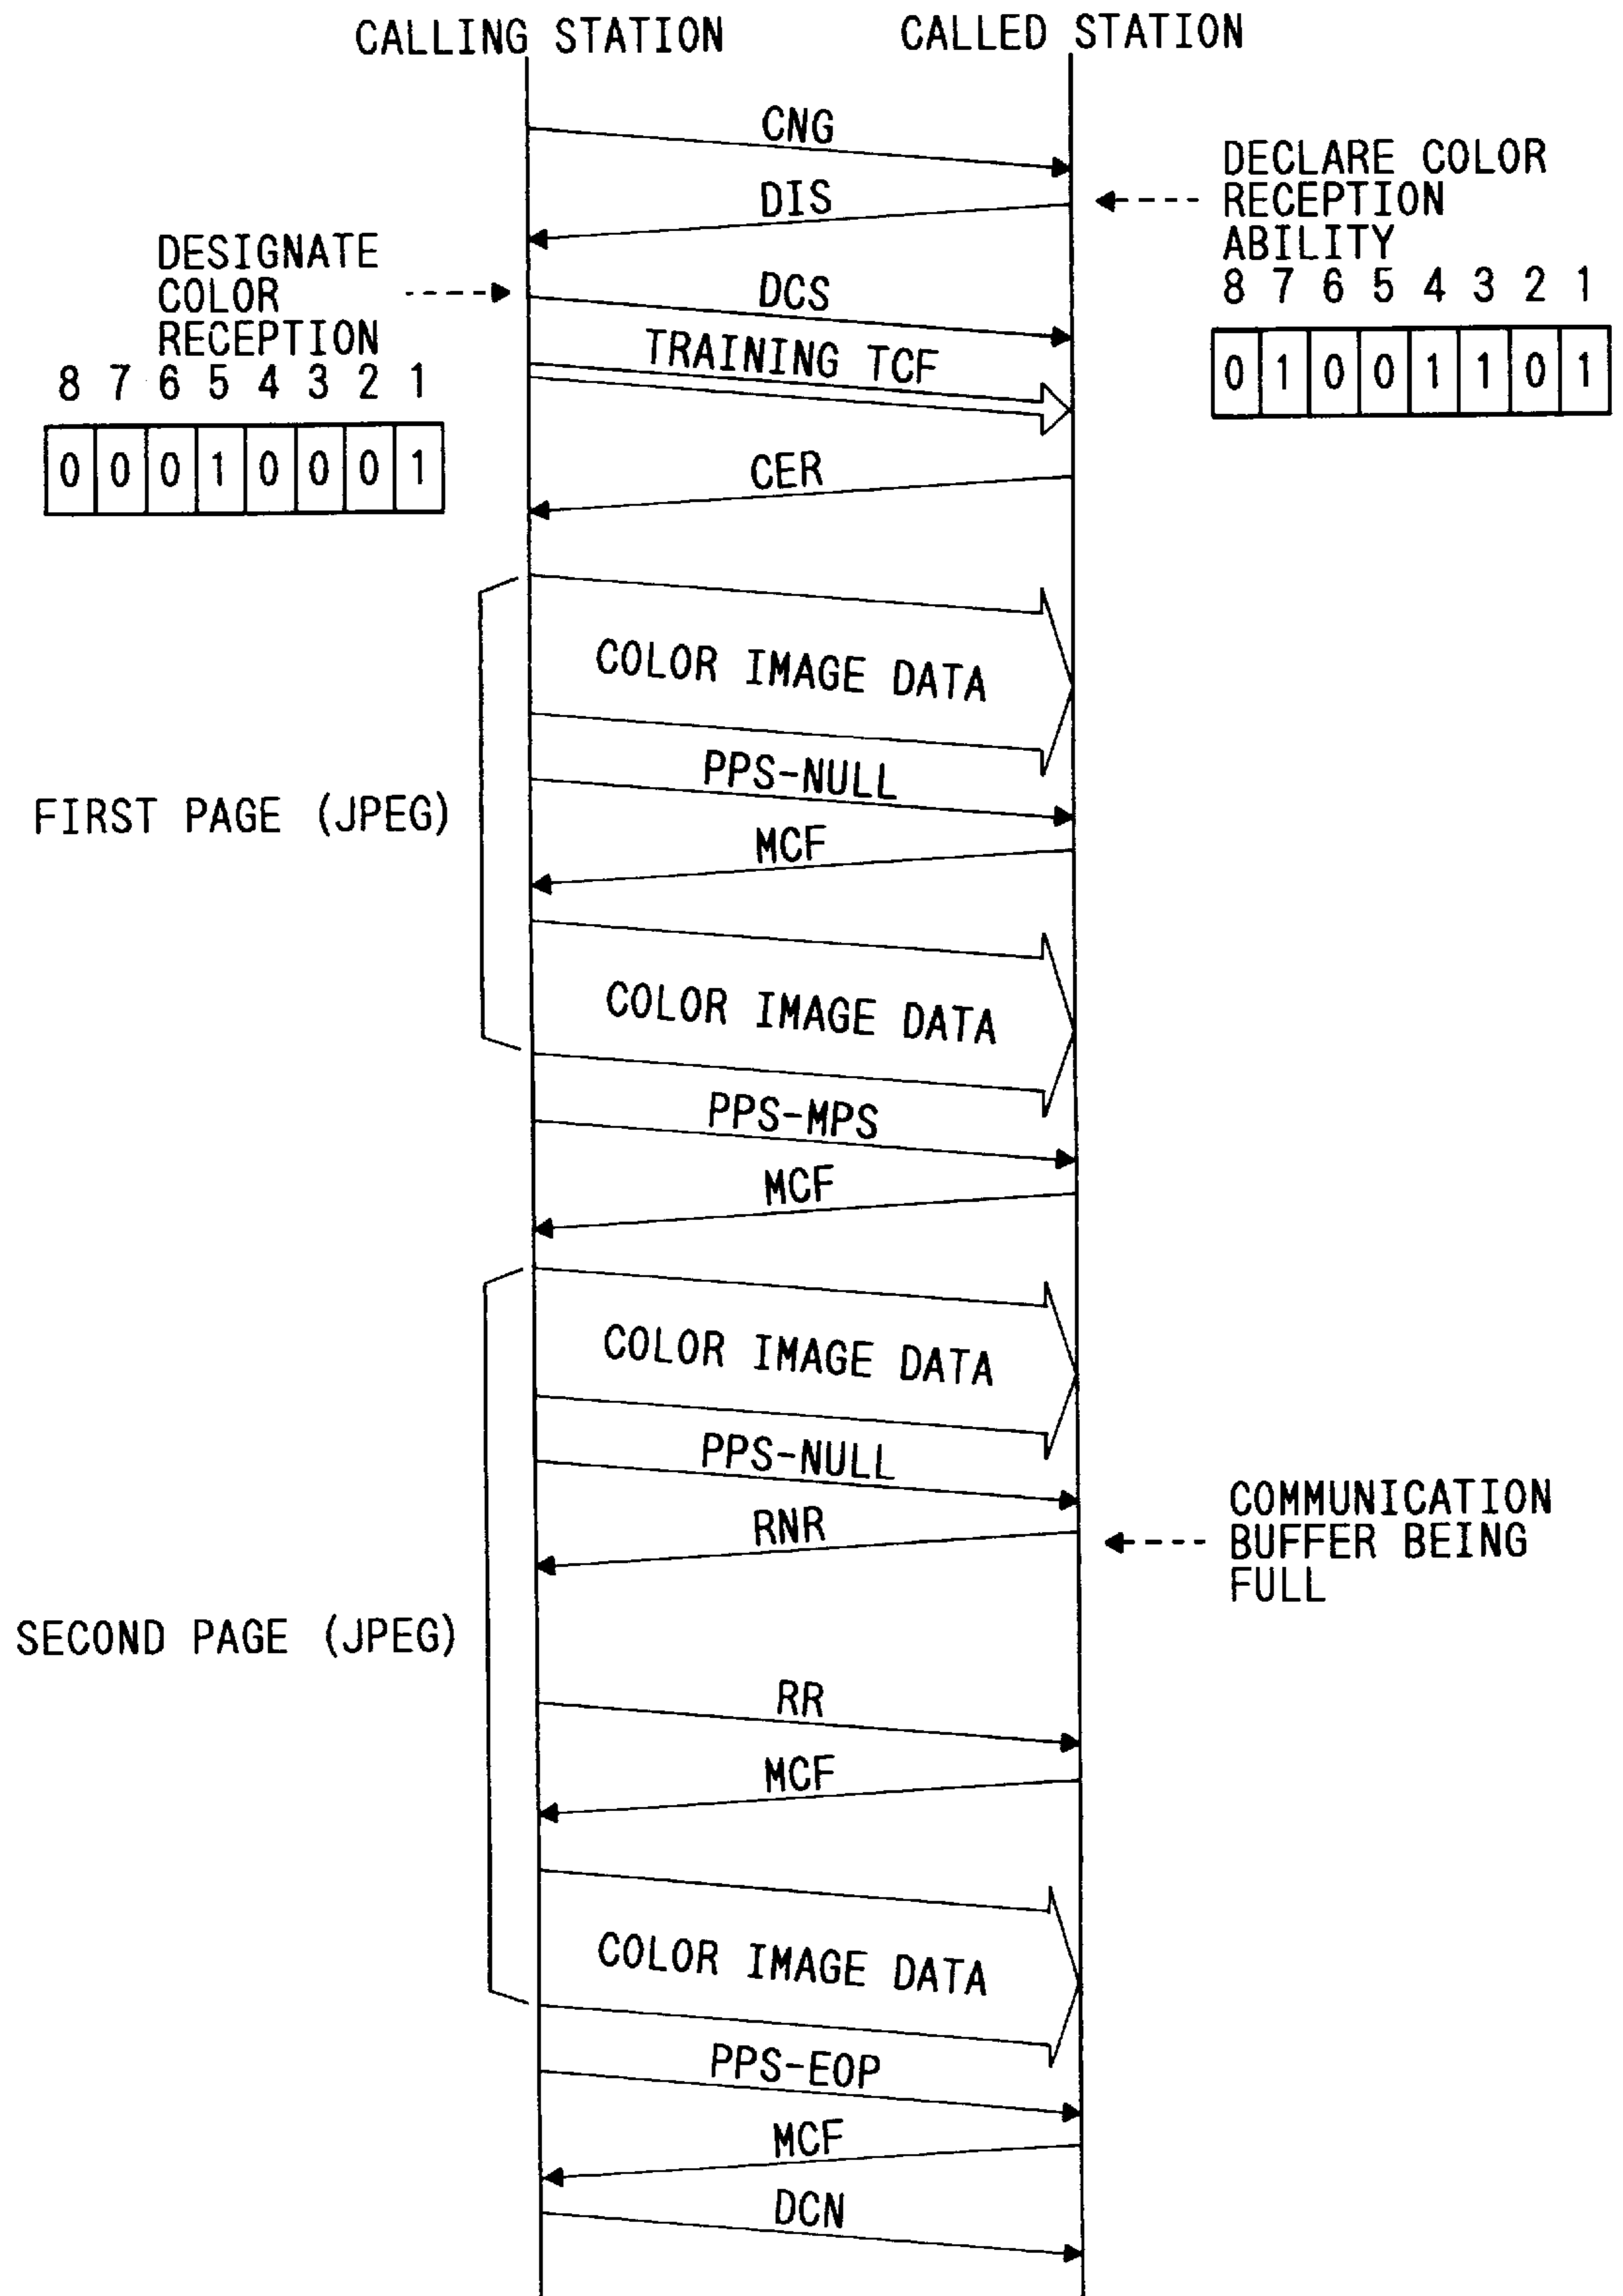 CALLING STATION
CALLED STATION
CNG
DECLARE COLOR
RECEPTION
ABILITY
8 7 6 5 4 3 2 1
0 1 0 0 1 1 0 1
DIS
DESIGNATE
COLOR
RECEPTION
8 7 6 5 4 3 2 1
0 0 0 1 0 0 0 1
DCS
TRAINING TCF
CER
FIRST PAGE (JPEG)
COLOR IMAGE DATA
PPS-NULL
MCF
COLOR IMAGE DATA
PPS-MPS
MCF
SECOND PAGE (JPEG)
COLOR IMAGE DATA
PPS-NULL
RNR
COMMUNICATION
BUFFER BEING
FULL
RR
MCF
COLOR IMAGE DATA
PPS-EOP
MCF
DCN